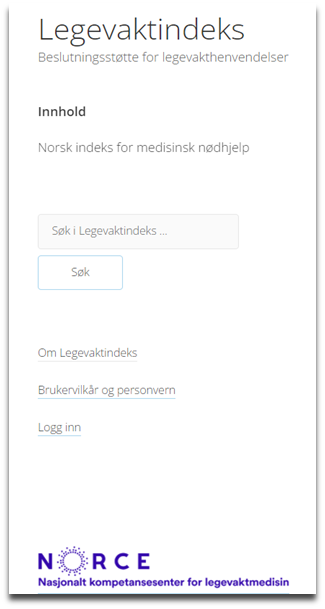 Legevaktindeks
Beslutningsstøtte for legevakthenvendelser
Innhold
Norsk indeks for medisinsk nødhjelp
Søk i Legevaktindeks ...
Søk
Om Legevaktindeks
Brukervilkår og personvern
Logg inn
NORCE
Nasjonalt kompetansesenter for legevaktmedisin